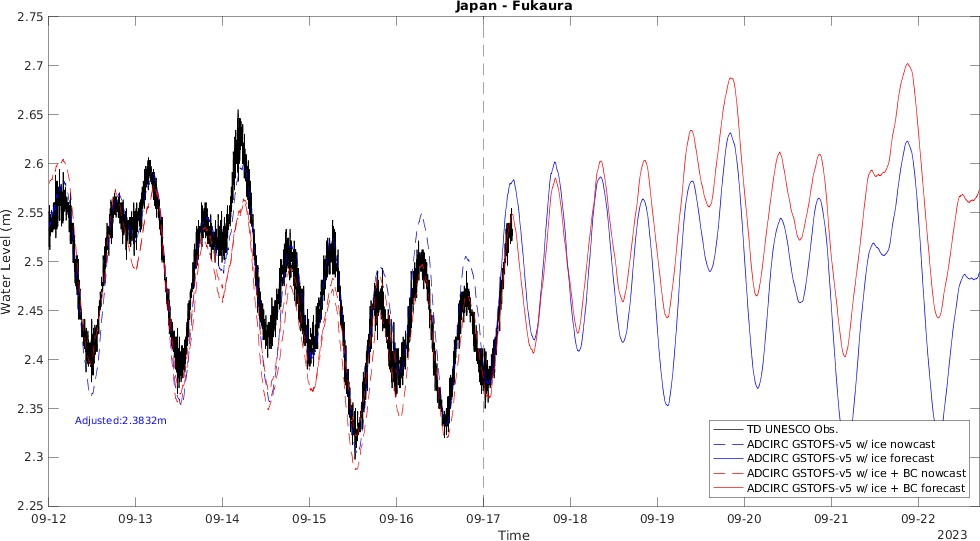 Japan - Fukaura
2.75
2.7
2.65
2.6
2.55
2.5
2.45
2.4
2.35
2.3
2.25
Water Level (m)
Adjusted:2.3832m
TD UNESCO Obs.
ADCIRC GSTOFS-v5 w/ ice nowcast
ADCIRC GSTOFS-v5 w/ ice forecast
ADCIRC GSTOFS-v5 w/ ice + BC nowcast
ADCIRC GSTOFS-v5 w/ ice + BC forecast
09-12 09-13 09-14 09-15 09-16 09-17 09-18 09-19 09-20 09-21 09-22
Time
2023